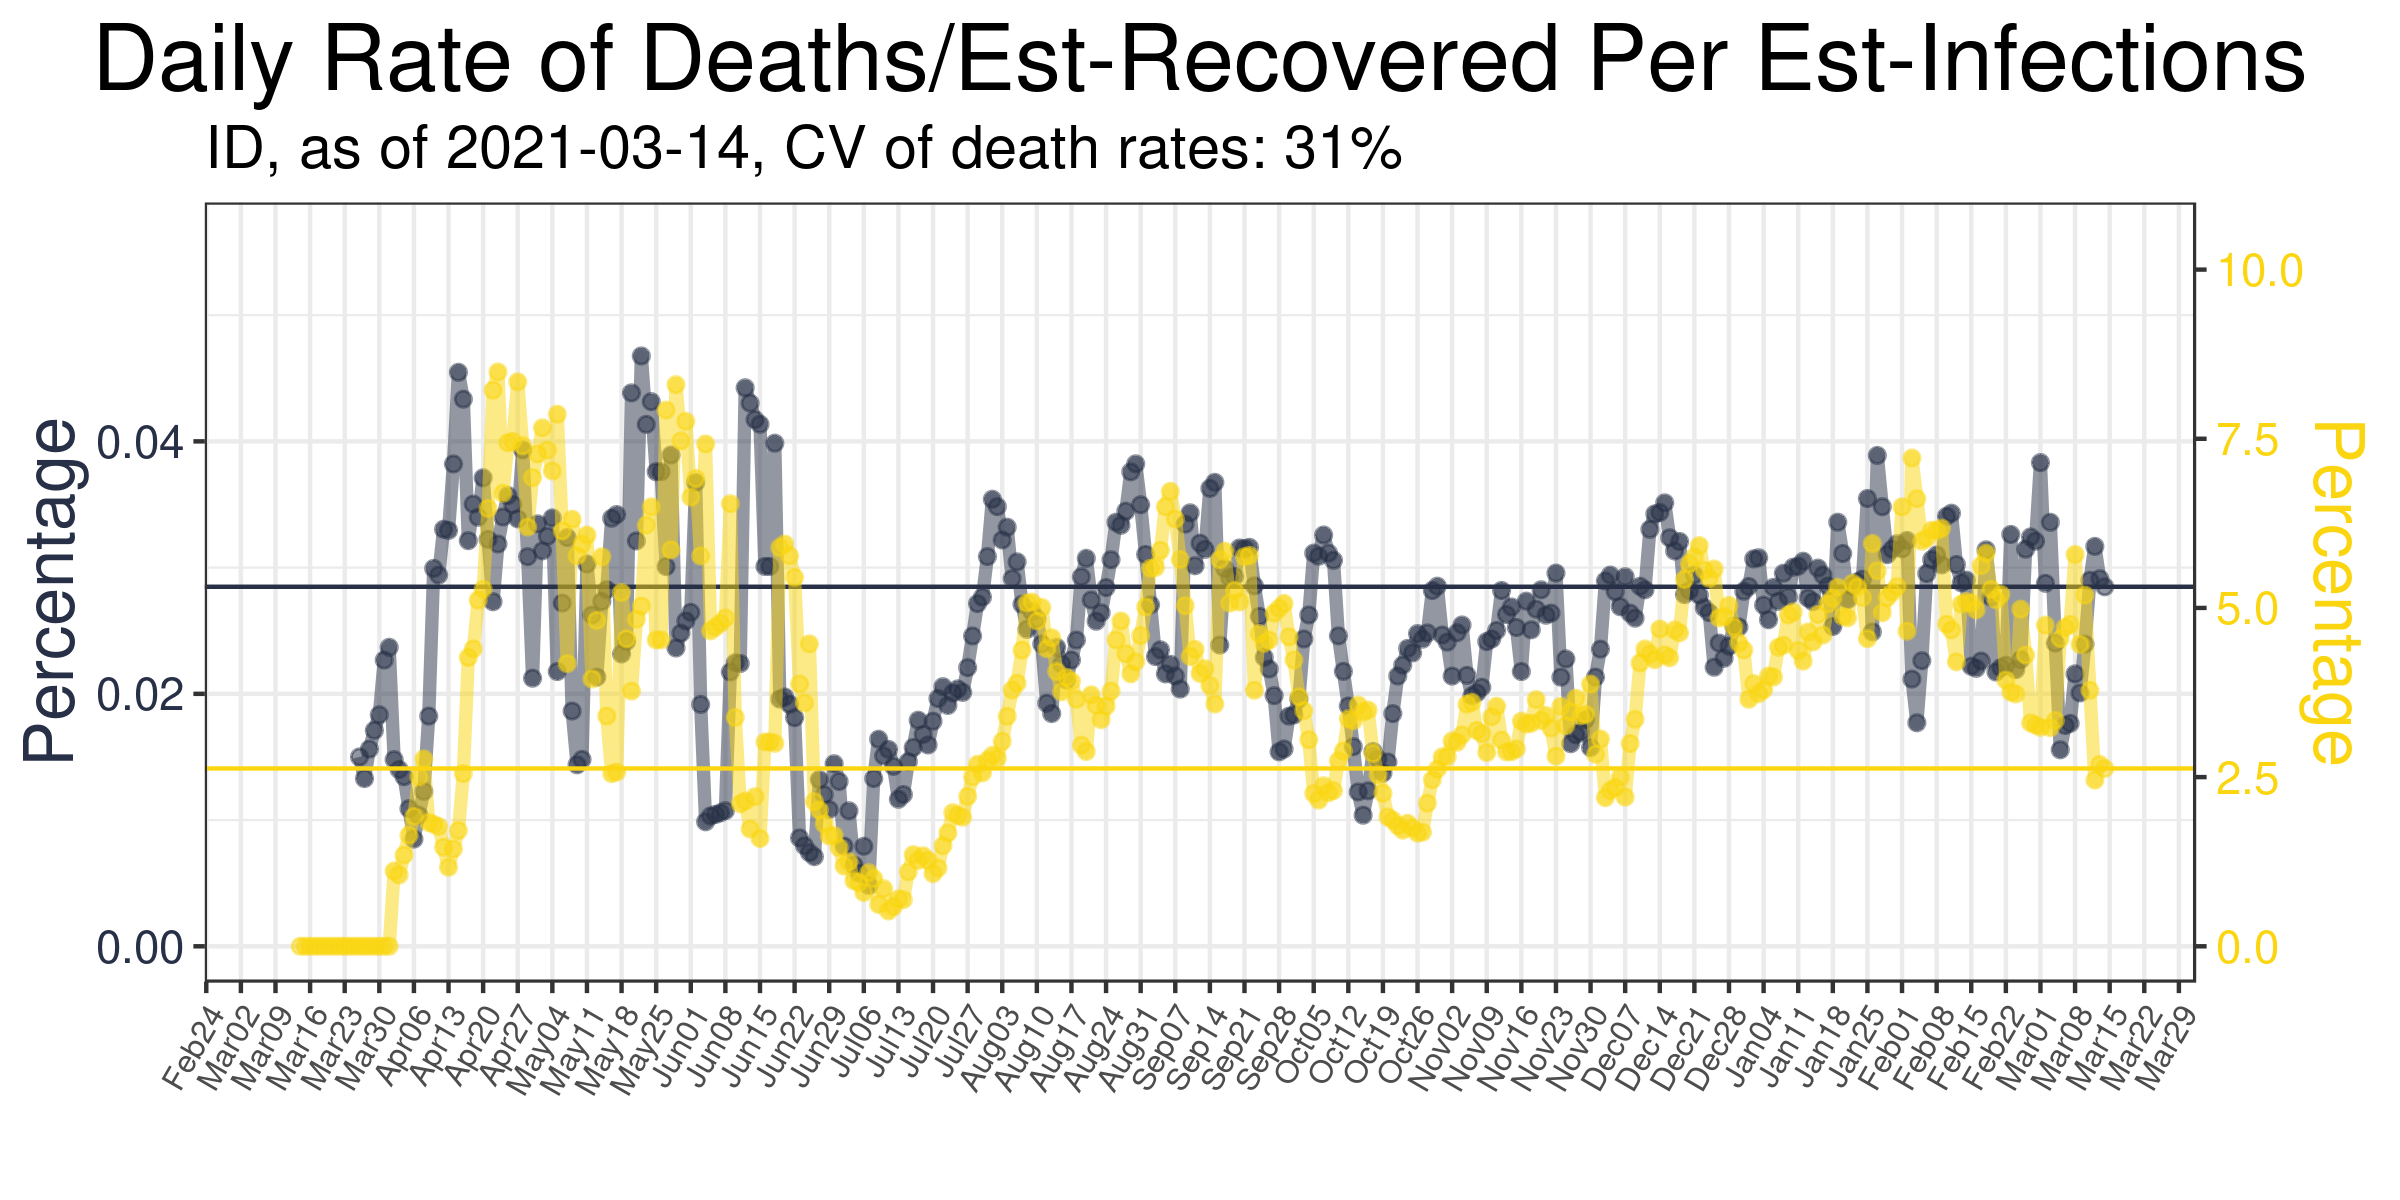 Daily Rate of Deaths/Est-Recovered Per Est-Infections
ID, as of 2021-03-14, CV of death rates: 31%
Percentage
0.04
0.02
0.00
10.0
7.5
5.0
2.5
0.0
Percentage
Feb24 Mar02 Mar09 Mar16 Mar23 Mar30 Apr06 Apr13 Apr20 Apr27 May04 May11 May18 May25 Jun01 Jun08 Jun15 Jun22 Jun29 Jul06 Jul13 Jul20 Jul27 Aug03 Aug10 Aug17 Aug24 Aug31 Sep07 Sep14 Sep21 Sep28 Oct05 Oct12 Oct19 Oct26 Nov02 Nov09 Nov16 Nov23 Nov30 Dec07 Dec14 Dec21 Dec28 Jan04 Jan11 Jan18 Jan25 Feb01 Feb08 Feb15 Feb22 Mar01 Mar08 Mar15 Mar22 Mar29